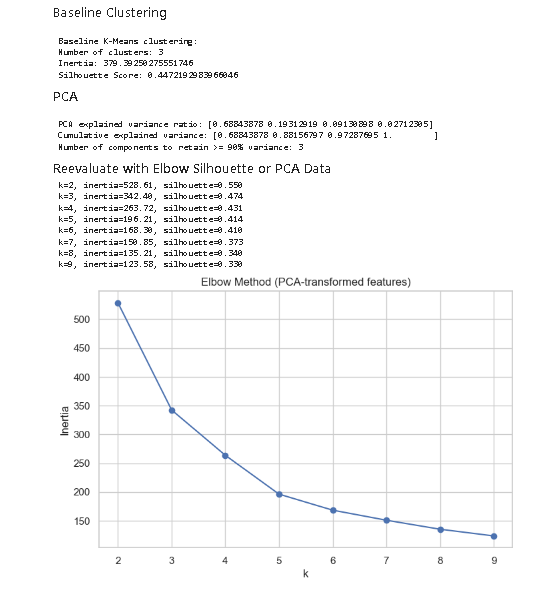 Baseline Clustering
Baseline K-Means clustering:
Number of clusters: 3
Inertia: 379.39250275551746
Silhouette Score: 0.4472192983966046
PCA
PCA explained variance ratio: [0.68843878 0.19312919 0.09130898 0.02712305]
Cumulative explained variance: [0.68843878 0.88156797 0.97287695 1. ]
Number of components to retain >= 90% variance: 3
Reevaluate with Elbow Silhouette or PCA Data
k=2, inertia=528.61, silhouette=0.550
k=3, inertia=342.40, silhouette=0.474
k=4, inertia=263.72, silhouette=0.431
k=5, inertia=196.21, silhouette=0.414
k=6, inertia=168.30, silhouette=0.410
k=7, inertia=150.85, silhouette=0.373
k=8, inertia=135.21, silhouette=0.340
k=9, inertia=123.58, silhouette=0.330
Elbow Method (PCA-transformed features)
500
450
400
350
300
250
200
150
Inertia
2 3 4 5 6 7 8 9
k